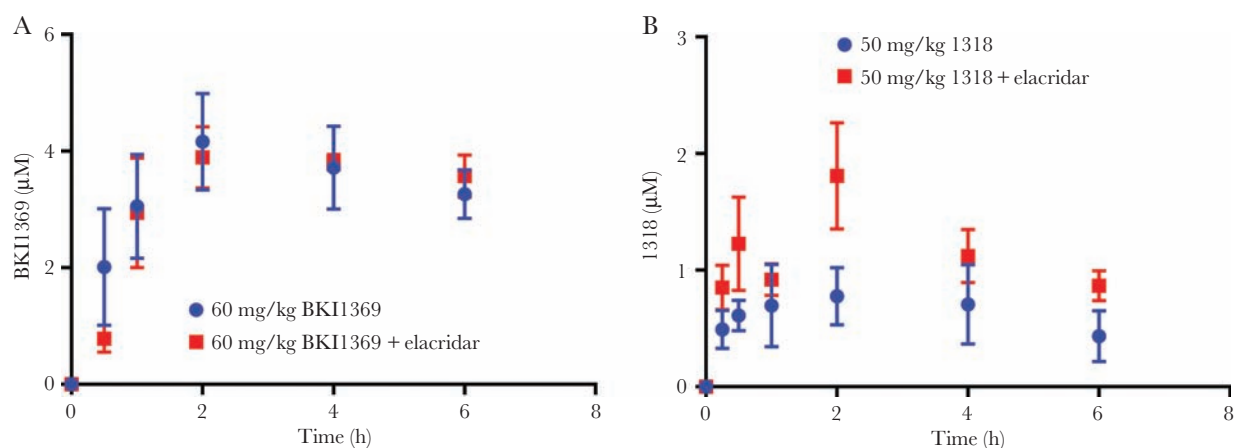 A
6
4
2
0
BKI1369 (µM)
60 mg/kg BKI1369
60 mg/kg BKI1369 + elacridar
0 2 4 6 8
Time (h)
B
3
2
1
0
1318 (µM)
50 mg/kg 1318
50 mg/kg 1318 + elacridar
0 2 4 6 8
Time (h)